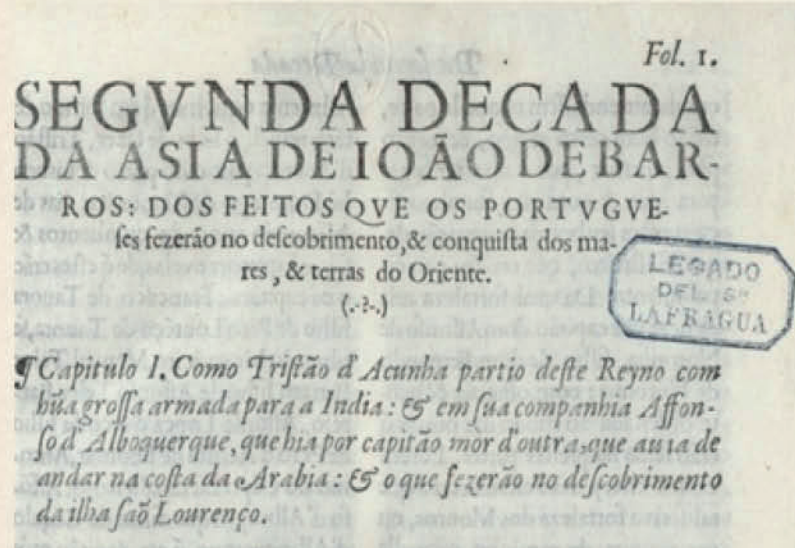 Fol. 1.
SEGVNDA DECADA
DA ASIA DE IOÃO DE BAR-
ROS: DOS FEITOS QVE OS PORTVGVE-
ſes fezerão no deſcobrimento, & conquiſta dos ma-
res, & terras do Oriente.
(.·?·.)
LEGADO
DEL Sr
LAFRAGUA
¶ Capitulo I. Como Triſtão d' Acunha partio deſte Reyno com
hũa groſſa armada para a India: & em ſua companhia Affon-
ſo d' Alboquerque, que hia por capitão mor d'outra, que auia de
andar na coſta da Arabia: & o que fezerão no deſcobrimento
da ilha ſaõ Lourenço.